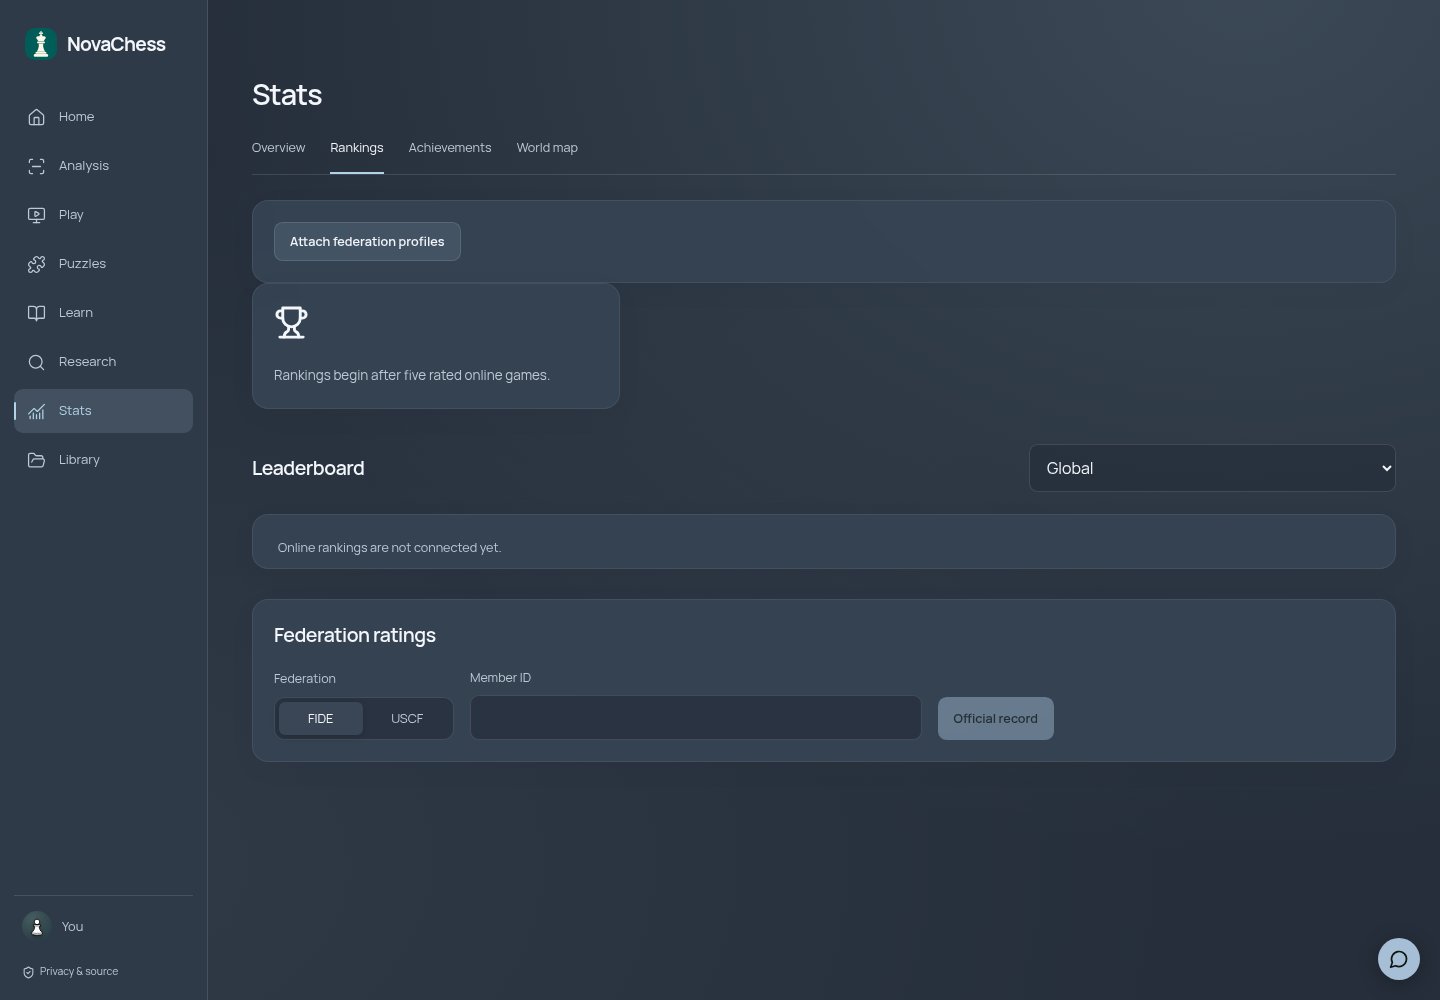 NovaChess
Home
Analysis
Play
Puzzles
Learn
Research
Stats
Library
You
Privacy & source
Stats
Overview Rankings Achievements World map
Attach federation profiles
Rankings begin after five rated online games.
Leaderboard
Global
Online rankings are not connected yet.
Federation ratings
Federation
Member ID
FIDE USCF
Official record